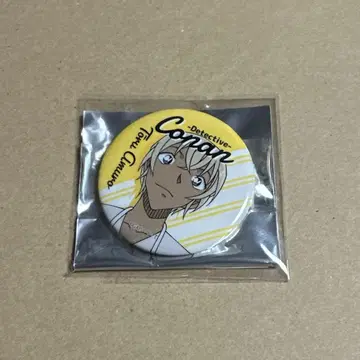 -Detective-
Conan
Toru Amuro